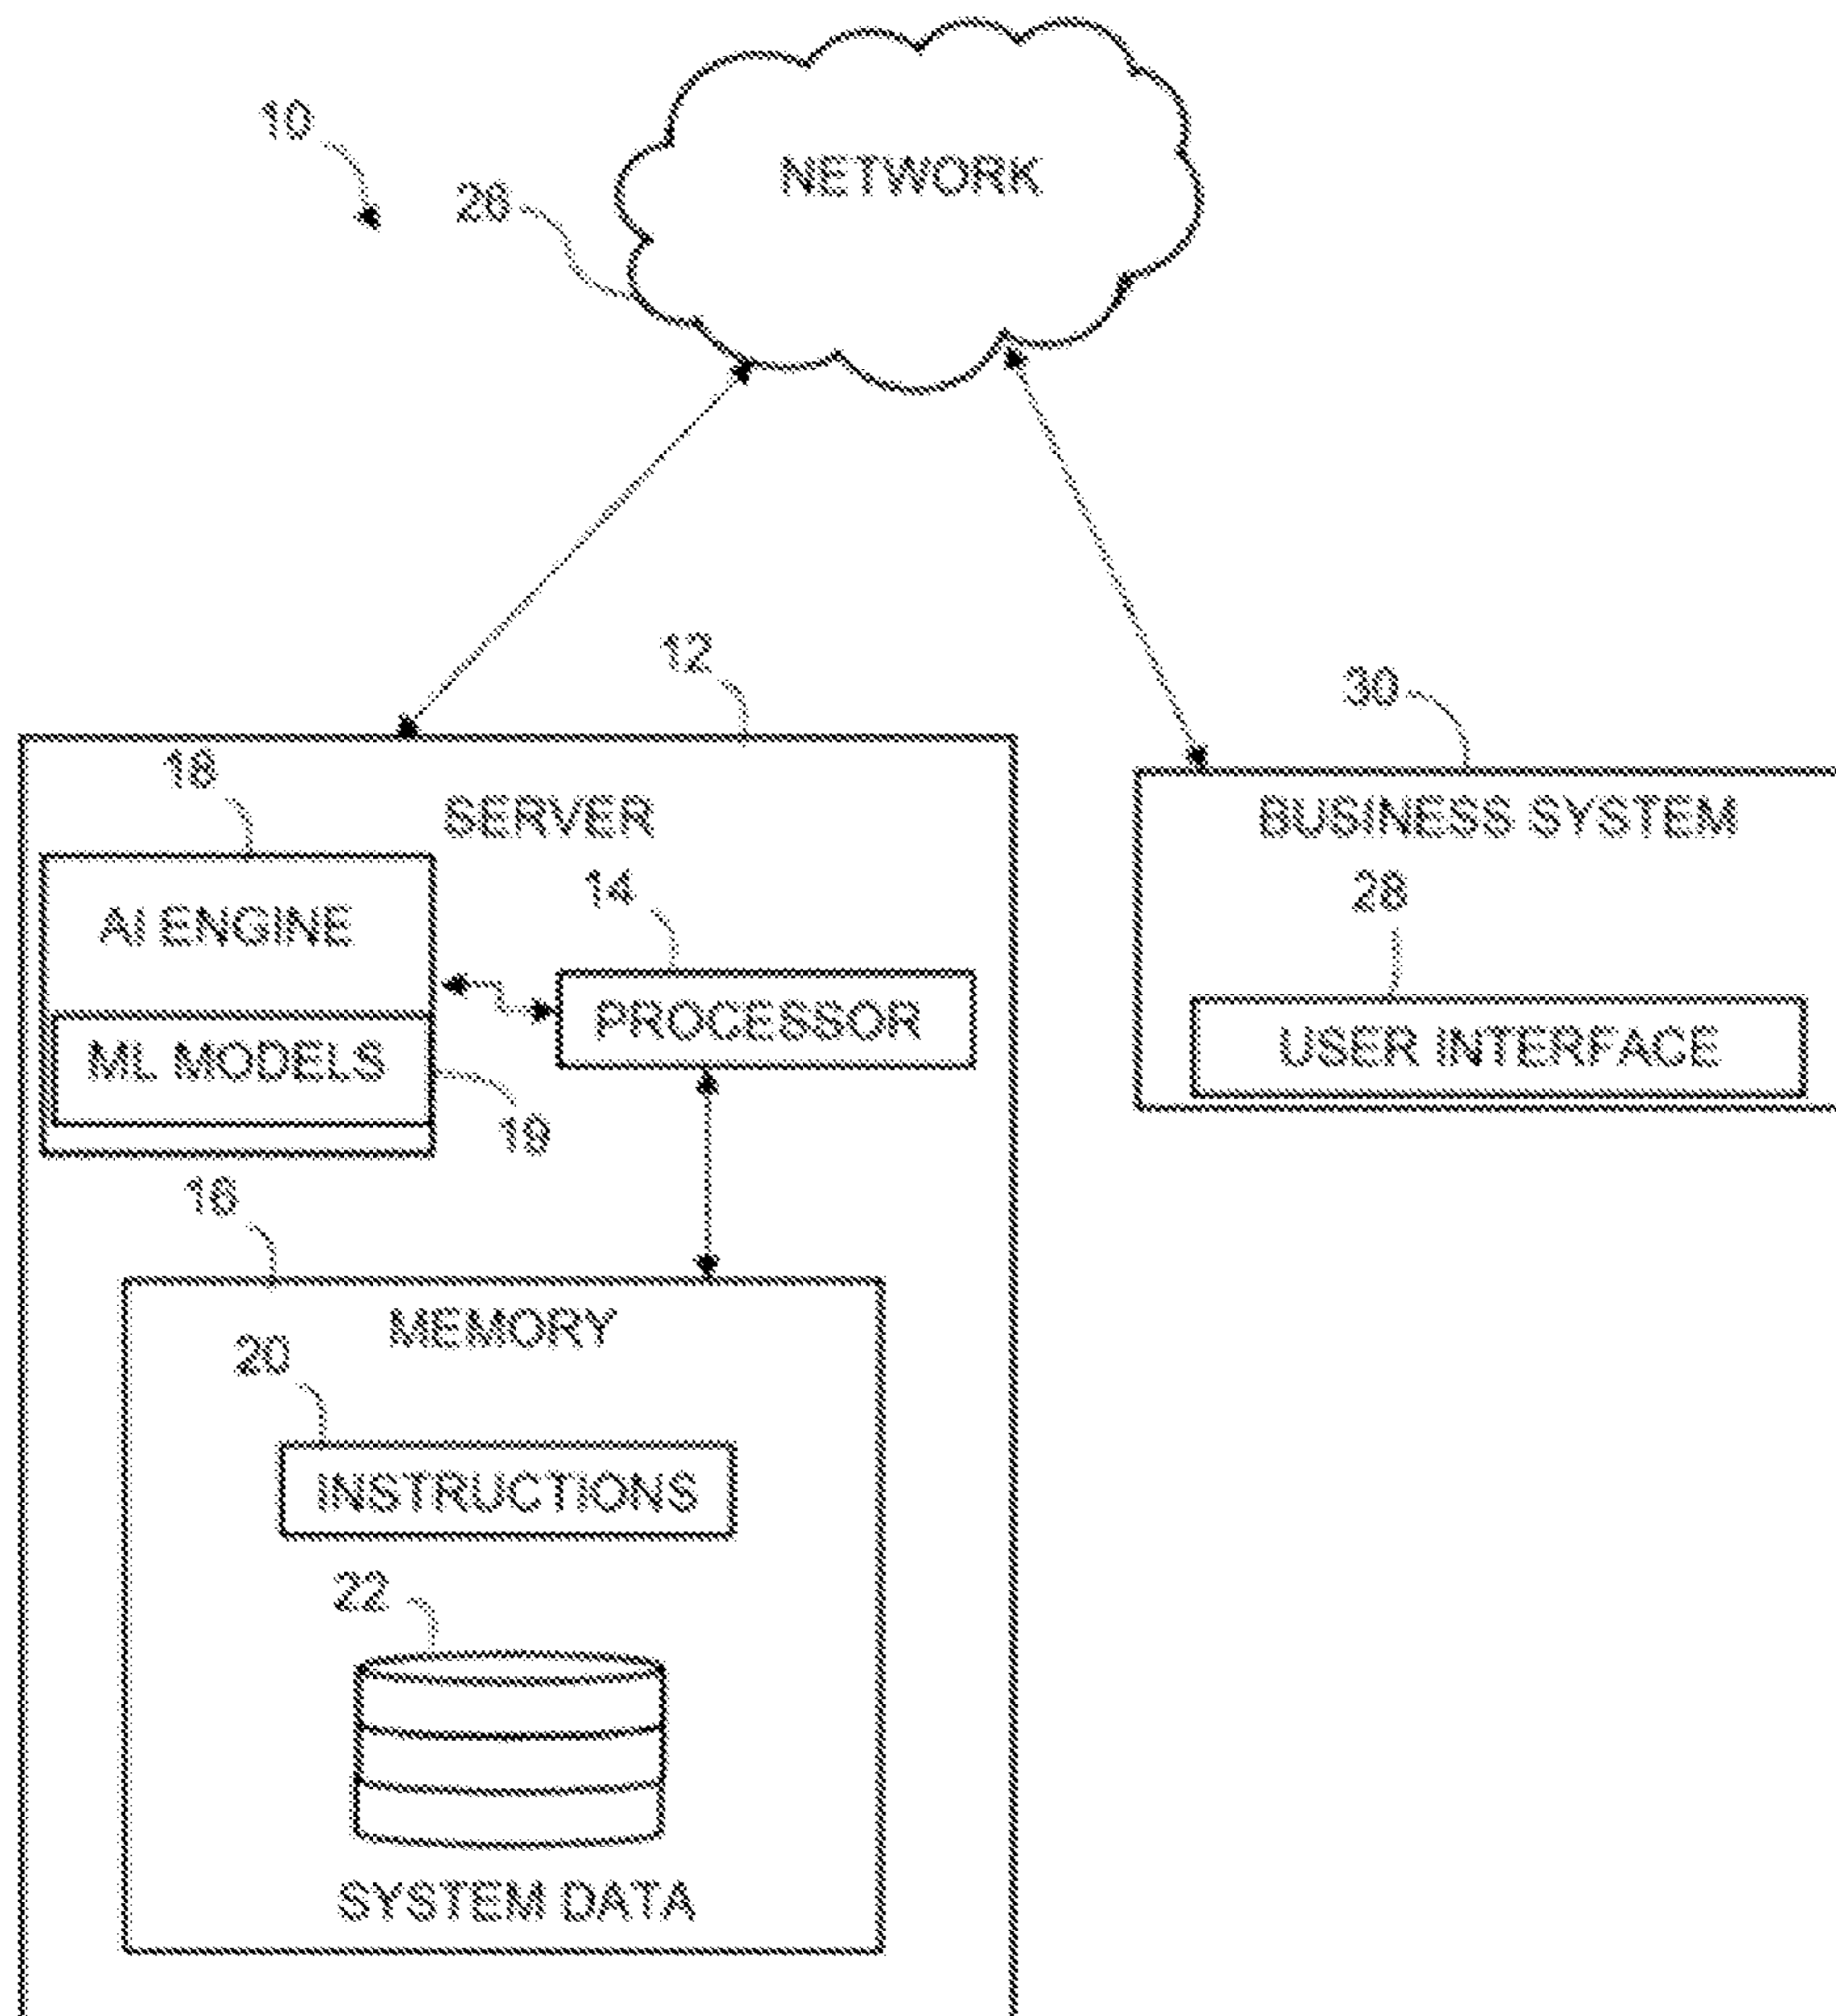 10
26
NETWORK
12
30
18
SERVER
BUSINESS SYSTEM
14
28
AI ENGINE
PROCESSOR
USER INTERFACE
ML MODELS
19
16
MEMORY
20
INSTRUCTIONS
22
SYSTEM DATA